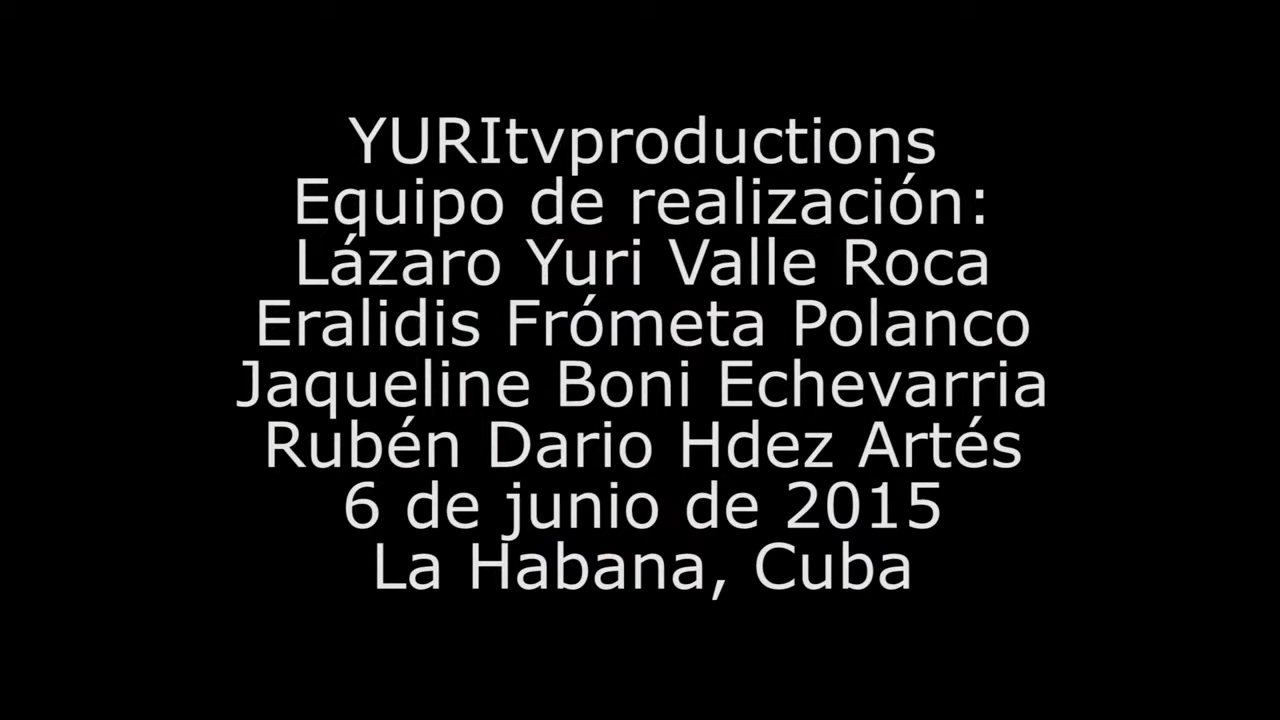 YURItvproductions
Equipo de realización:
Lázaro Yuri Valle Roca
Eralidis Frómeta Polanco
Jaqueline Boni Echevarria
Rubén Dario Hdez Artés
6 de junio de 2015
La Habana, Cuba